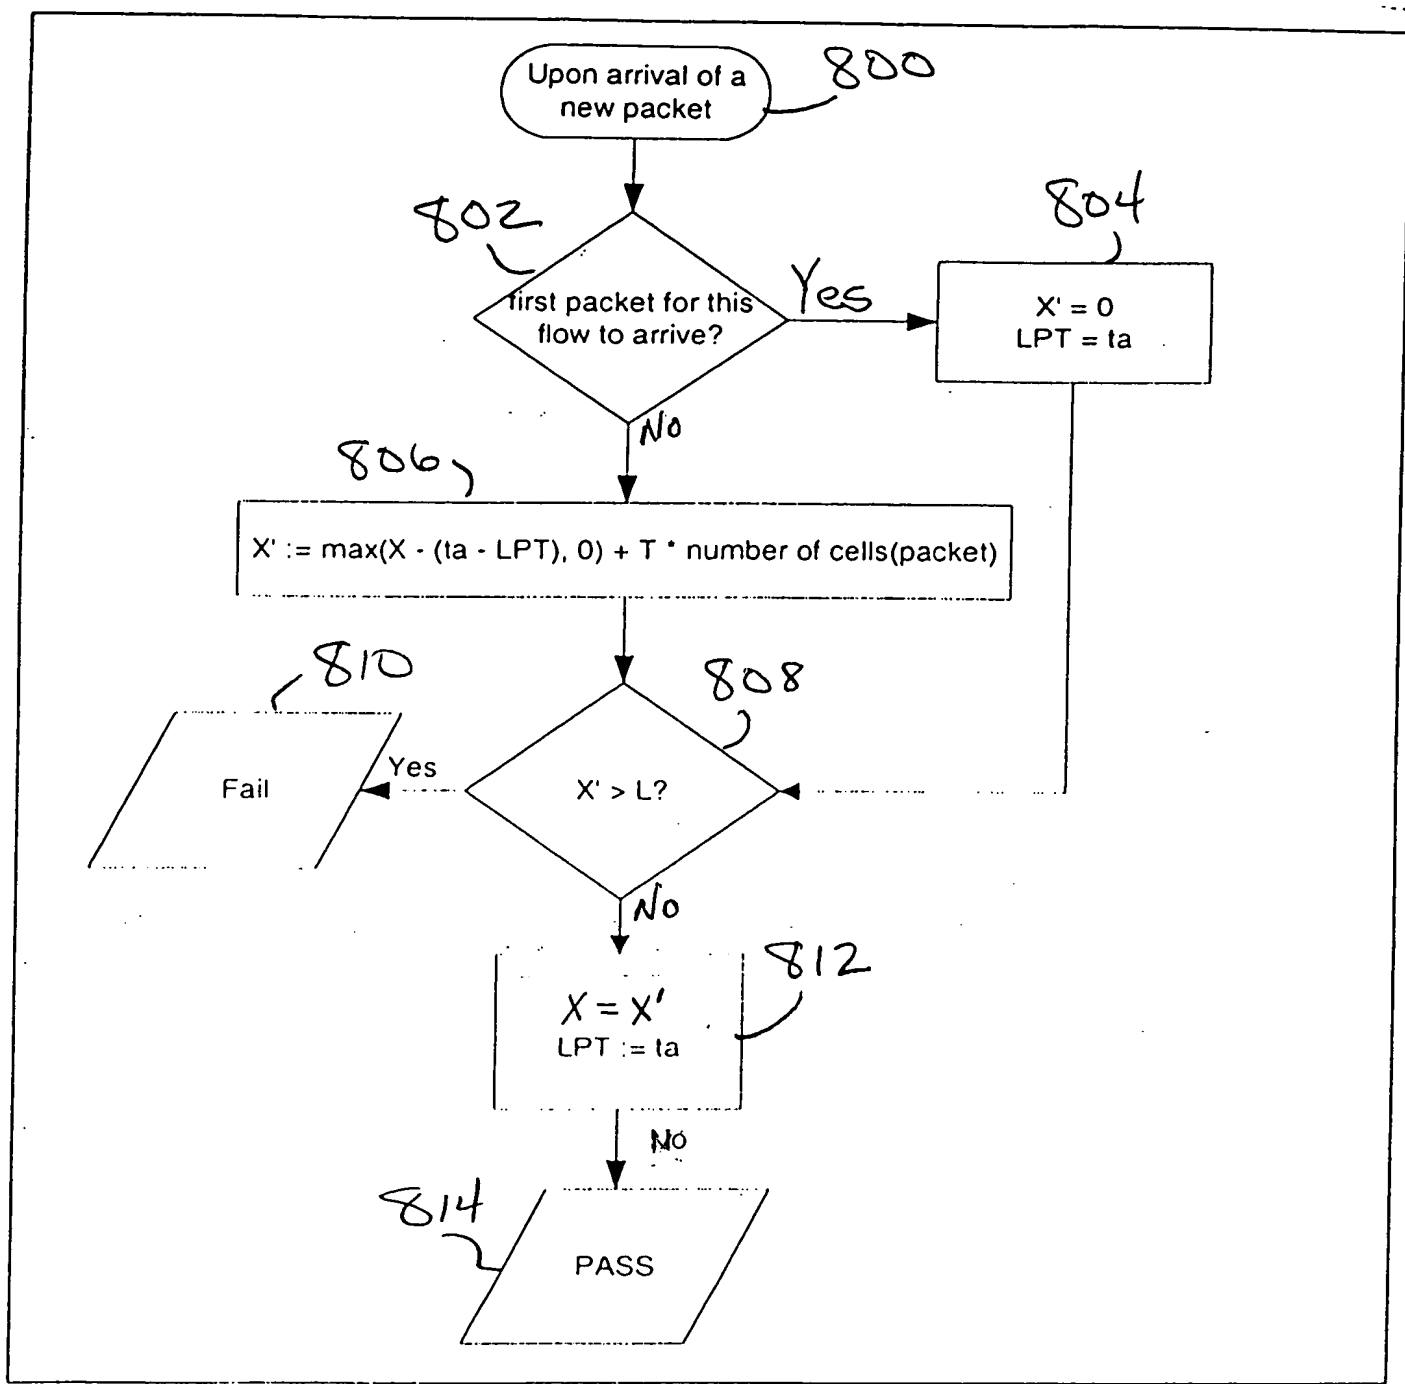 Upon arrival of a
new packet
800
802
first packet for this
flow to arrive?
Yes
804
X' = 0
LPT = ta
No
806
X' := max(X - (ta - LPT), 0) + T * number of cells(packet)
810
Fail
Yes
808
X' > L?
No
812
X = X'
LPT := ta
No
814
PASS